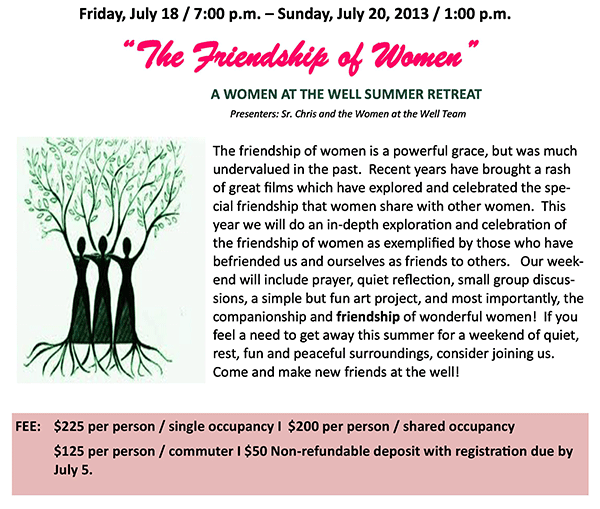 Friday, July 18 / 7:00 p.m. – Sunday, July 20, 2013 / 1:00 p.m.
“The Friendship of Women”
A WOMEN AT THE WELL SUMMER RETREAT
Presenters: Sr. Chris and the Women at the Well Team
The friendship of women is a powerful grace, but was much
undervalued in the past.  Recent years have brought a rash
of great films which have explored and celebrated the spe-
cial friendship that women share with other women.  This
year we will do an in-depth exploration and celebration of
the friendship of women as exemplified by those who have
befriended us and ourselves as friends to others.   Our week-
end will include prayer, quiet reflection, small group discus-
sions, a simple but fun art project, and most importantly, the
companionship and friendship of wonderful women!  If you
feel a need to get away this summer for a weekend of quiet,
rest, fun and peaceful surroundings, consider joining us.
Come and make new friends at the well!
FEE:   $225 per person / single occupancy I  $200 per person / shared occupancy
$125 per person / commuter I $50 Non-refundable deposit with registration due by
July 5.